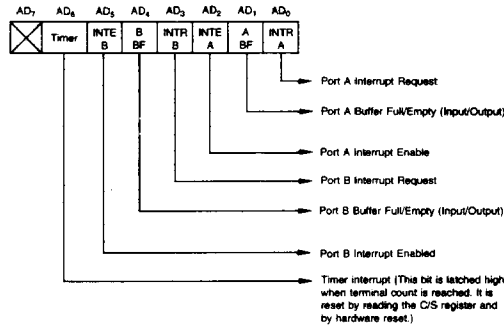 AD7 AD6 AD5 AD4 AD3 AD2 AD1 AD0
Timer INTE B B BF INTR B INTE A A BF INTR A
Port A Interrupt Request
Port A Buffer Full/Empty (Input/Output)
Port A Interrupt Enable
Port B Interrupt Request
Port B Buffer Full/Empty (Input/Output)
Port B Interrupt Enabled
Timer interrupt (This bit is latched high
when terminal count is reached. It is
reset by reading the C/S register and
by hardware reset.)